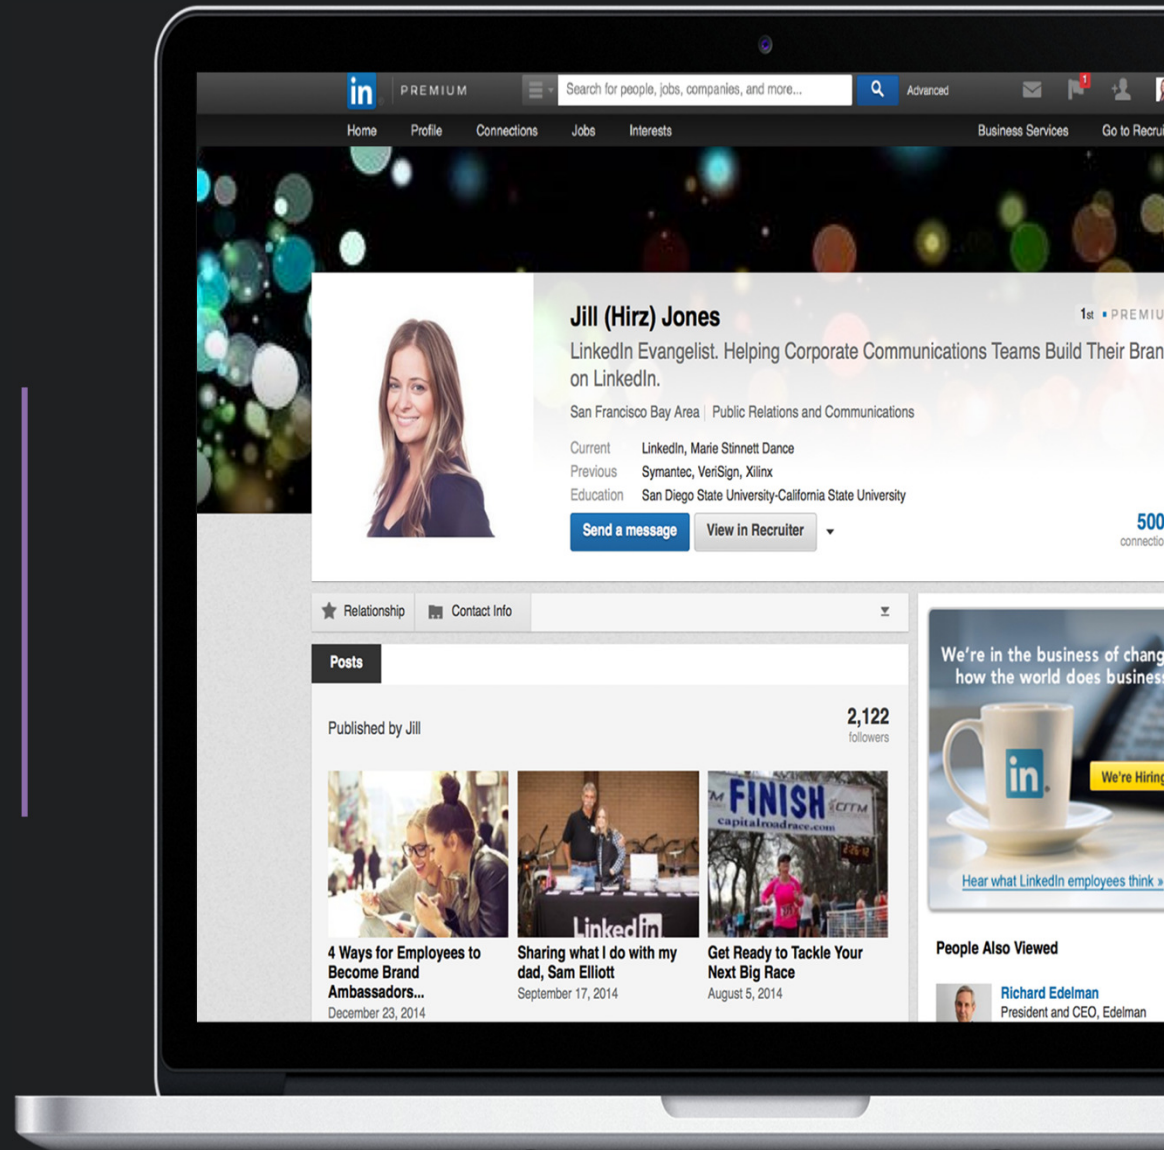 in PREMIUM Search for people, jobs, companies, and more... Advanced 1
Home Profile Connections Jobs Interests Business Services Go to Recrui
Jill (Hirz) Jones
1st PREMIU
LinkedIn Evangelist. Helping Corporate Communications Teams Build Their Bran
on LinkedIn.
San Francisco Bay Area | Public Relations and Communications
Current LinkedIn, Marie Stinnett Dance
Previous Symantec, VeriSign, Xilinx
Education San Diego State University-California State University
Send a message View in Recruiter
500
connectio
Relationship Contact Info
Posts
Published by Jill
2,122
followers
FINISH
capitalroadrace.com
2:26:12
LinkedIn
4 Ways for Employees to
Become Brand
Ambassadors...
December 23, 2014
Sharing what I do with my
dad, Sam Elliott
September 17, 2014
Get Ready to Tackle Your
Next Big Race
August 5, 2014
We're in the business of chang
how the world does business
in
We're Hiring
Hear what LinkedIn employees think »
People Also Viewed
Richard Edelman
President and CEO, Edelman